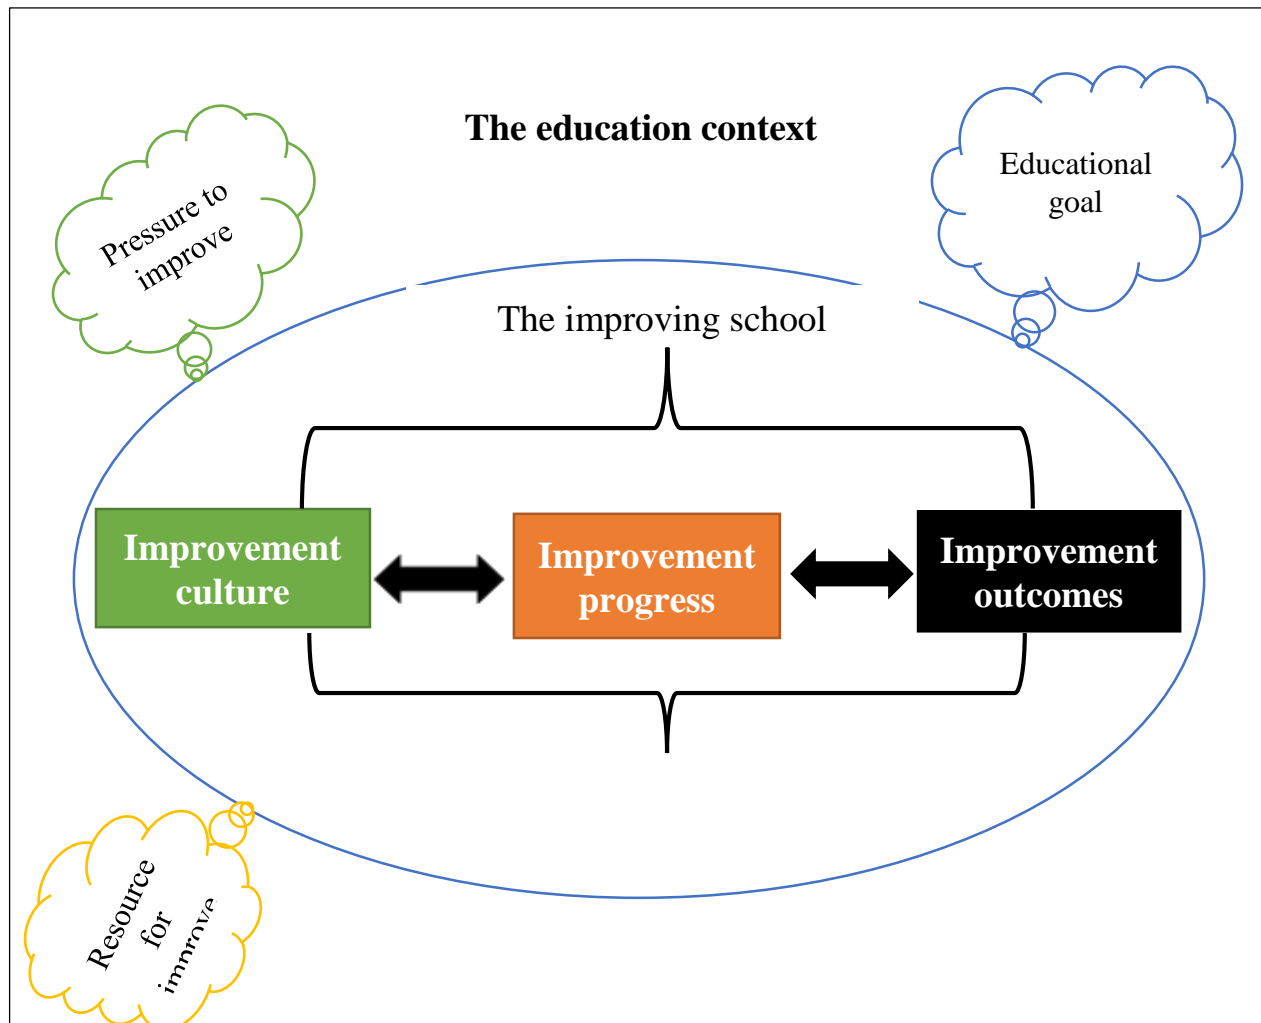 The education context
Pressure to
improve
Educational
goal
The improving school
Improvement
culture
Improvement
progress
Improvement
outcomes
Resource
for
improve